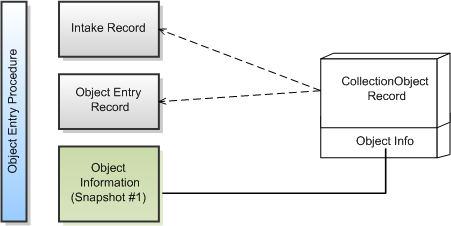 Object Entry Procedure
Intake Record
Object Entry
Record
Object
Information
(Snapshot #1)
CollectionObject
Record
Object Info